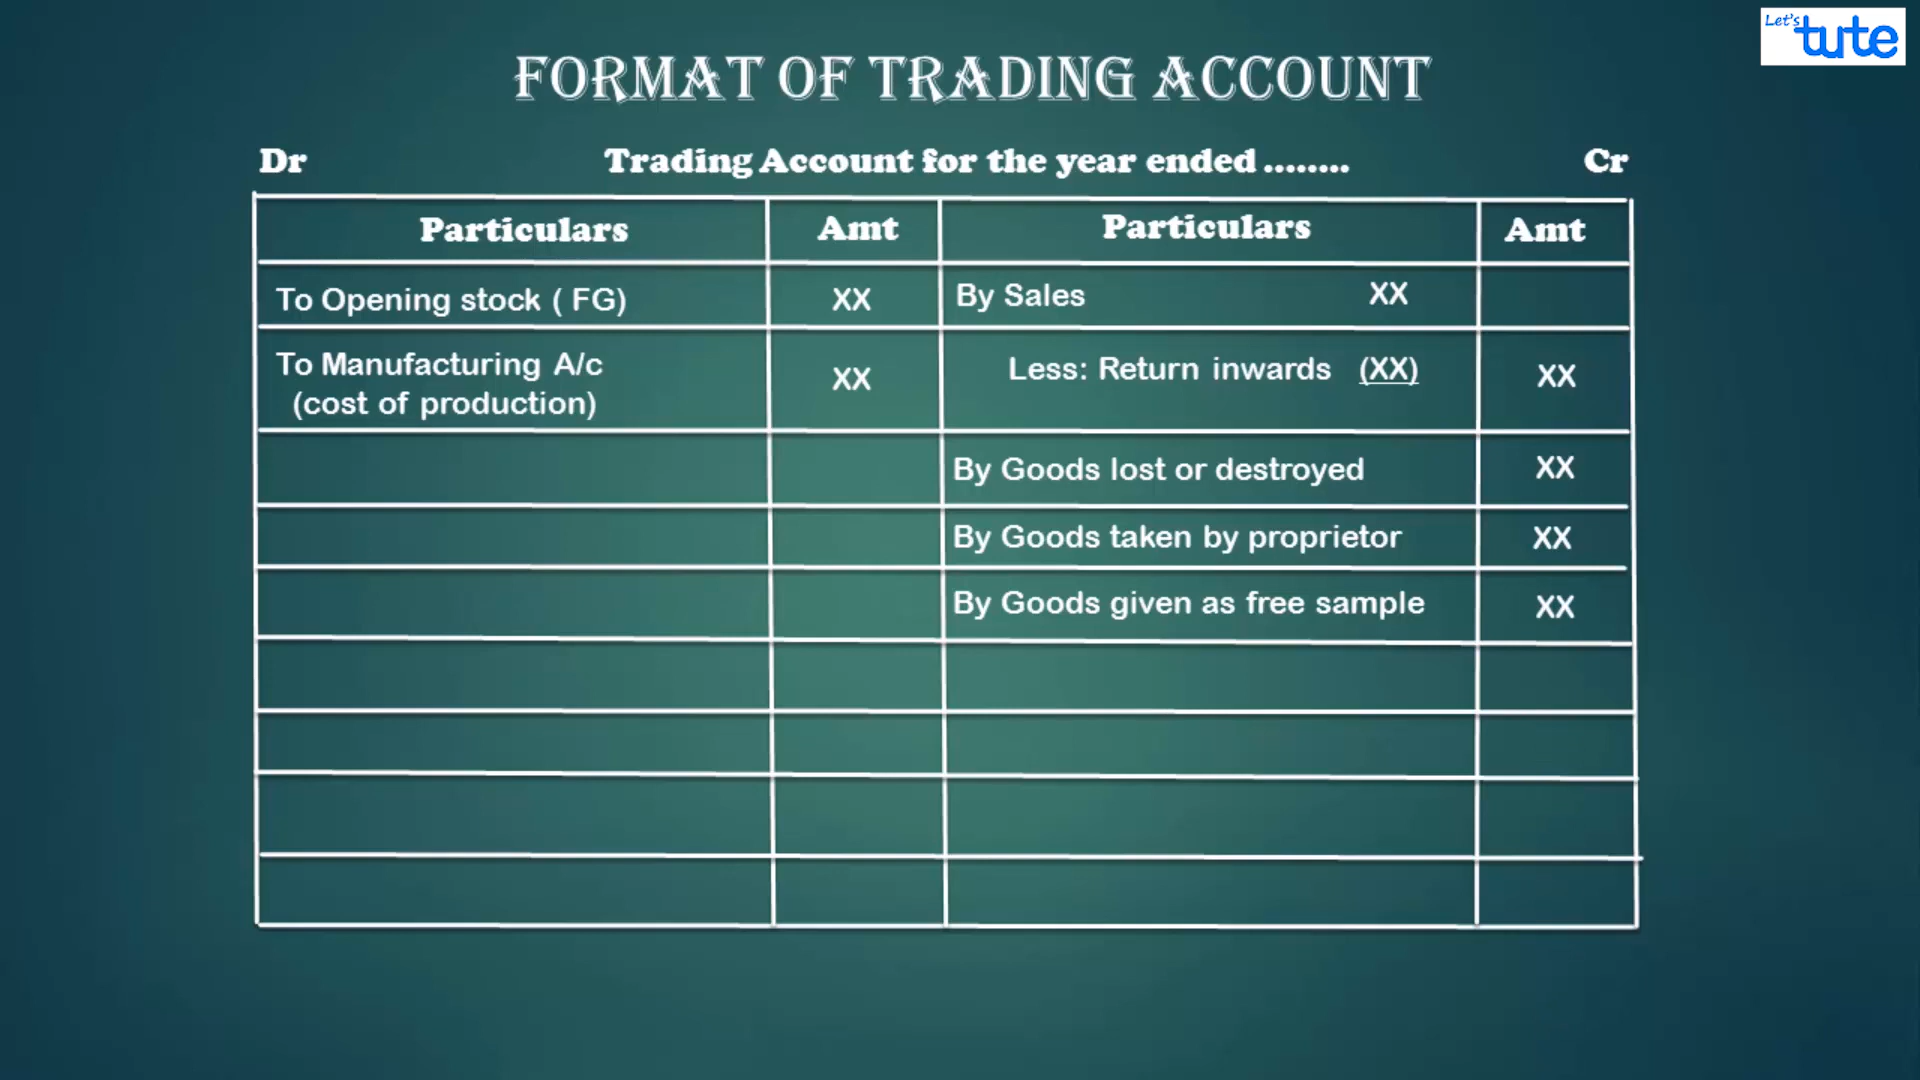 Let's tute
FORMAT OF TRADING ACCOUNT
Dr Trading Account for the year ended ........ Cr
Particulars Amt Particulars Amt
To Opening stock ( FG) XX By Sales XX
To Manufacturing A/c
(cost of production) XX Less: Return inwards (XX) XX
By Goods lost or destroyed XX
By Goods taken by proprietor XX
By Goods given as free sample XX